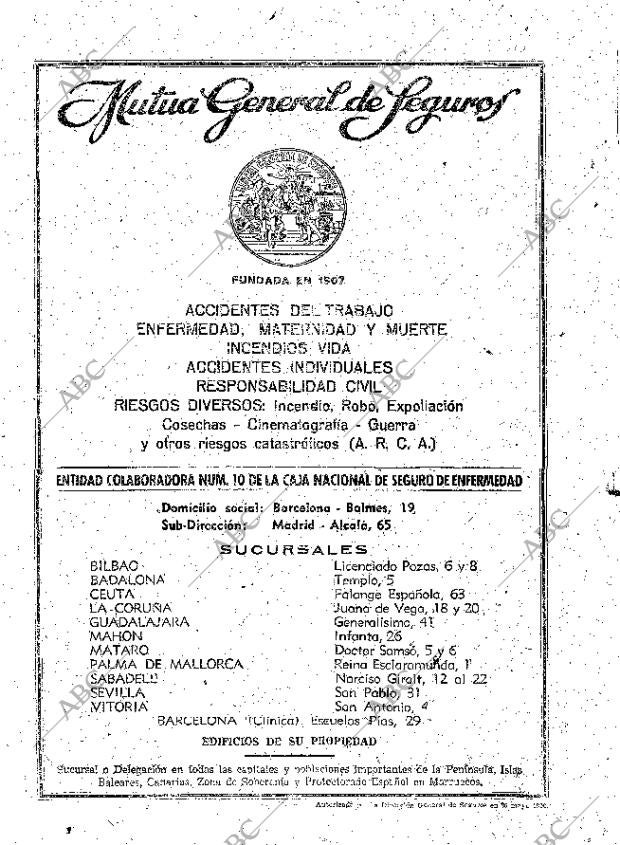 Mutua General de Seguros
FUNDADA EN 1907
ACCIDENTES DEL TRABAJO
ENFERMEDAD, MATERNIDAD Y MUERTE
INCENDIOS VIDA
ACCIDENTES INDIVIDUALES
RESPONSABILIDAD CIVIL
RIESGOS DIVERSOS: Incendio, Robo, Expoliación
Cosechas - Cinematografía - Guerra
y otros riesgos catastróficos (A. R. C. A.)
ENTIDAD COLABORADORA NUM. 10 DE LA CAJA NACIONAL DE SEGURO DE ENFERMEDAD
Domicilio social: Barcelona - Balmes, 19
Sub-Dirección: Madrid - Alcalá, 65
SUCURSALES
BILBAO Licenciado Pozas, 6 y 8
BADALONA Templo, 5
CEUTA Falange Española, 63
LA CORUÑA Juana de Vega, 18 y 20
GUADALAJARA Generalísimo, 41
MAHON Infanta, 26
MATARO Doctor Samsó, 5 y 6
PALMA DE MALLORCA Reina Esclaramunda, 1
SABADELL Narciso Giralt, 12 al 22
SEVILLA San Pablo, 31
VITORIA San Antonio, 4
BARCELONA (Clínica) Escuelas Pías, 29
EDIFICIOS DE SU PROPIEDAD
Sucursal o Delegación en todas las capitales y poblaciones importantes de la Península, Islas
Baleares, Canarias, Zona de Soberanía y Protectorado Español en Marruecos.